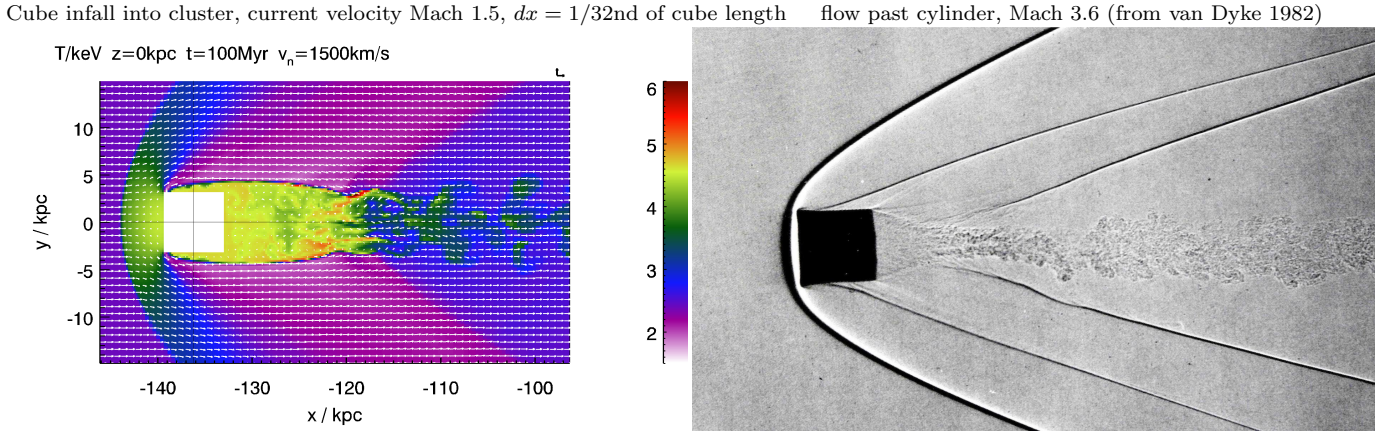 Cube infall into cluster, current velocity Mach 1.5, dx = 1/32nd of cube length
flow past cylinder, Mach 3.6 (from van Dyke 1982)
T/keV z=0kpc t=100Myr vₙ=1500km/s
y / kpc
10
5
0
-5
-10
-140 -130 -120 -110 -100
x / kpc
6
5
4
3
2